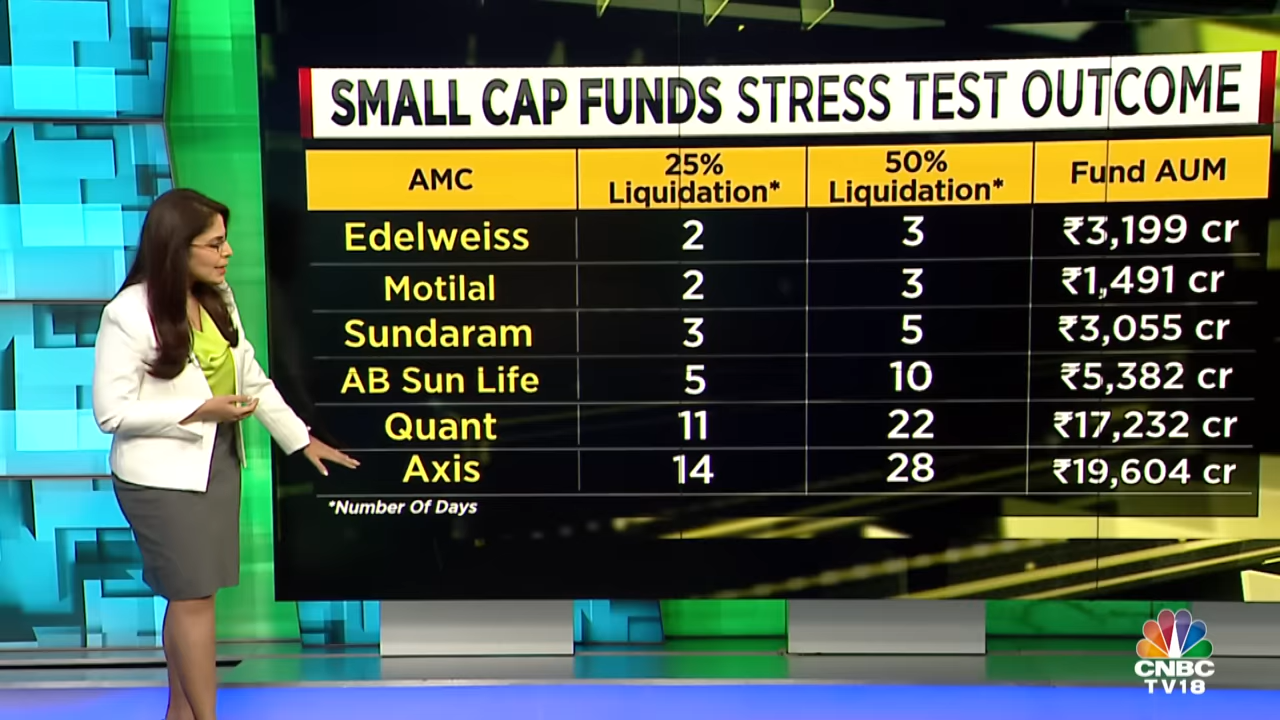 SMALL CAP FUNDS STRESS TEST OUTCOME
AMC 25% Liquidation* 50% Liquidation* Fund AUM
Edelweiss 2 3 ₹3,199 cr
Motilal 2 3 ₹1,491 cr
Sundaram 3 5 ₹3,055 cr
AB Sun Life 5 10 ₹5,382 cr
Quant 11 22 ₹17,232 cr
Axis 14 28 ₹19,604 cr
*Number Of Days
CNBC
TV18